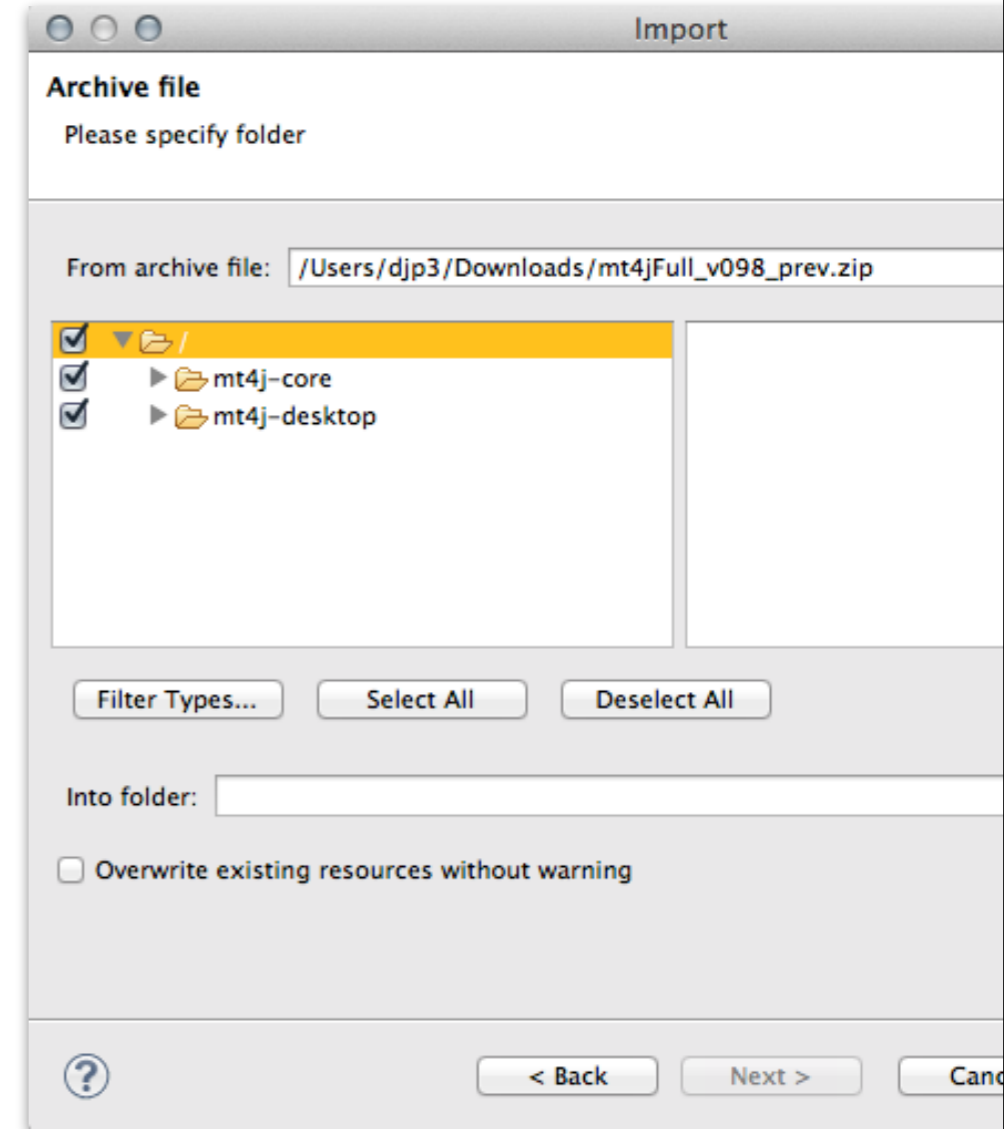 Import
Archive file
Please specify folder
From archive file: /Users/djp3/Downloads/mt4jFull_v098_prev.zip
/
mt4j-core
mt4j-desktop
Filter Types... Select All Deselect All
Into folder:
Overwrite existing resources without warning
? < Back Next > Canc